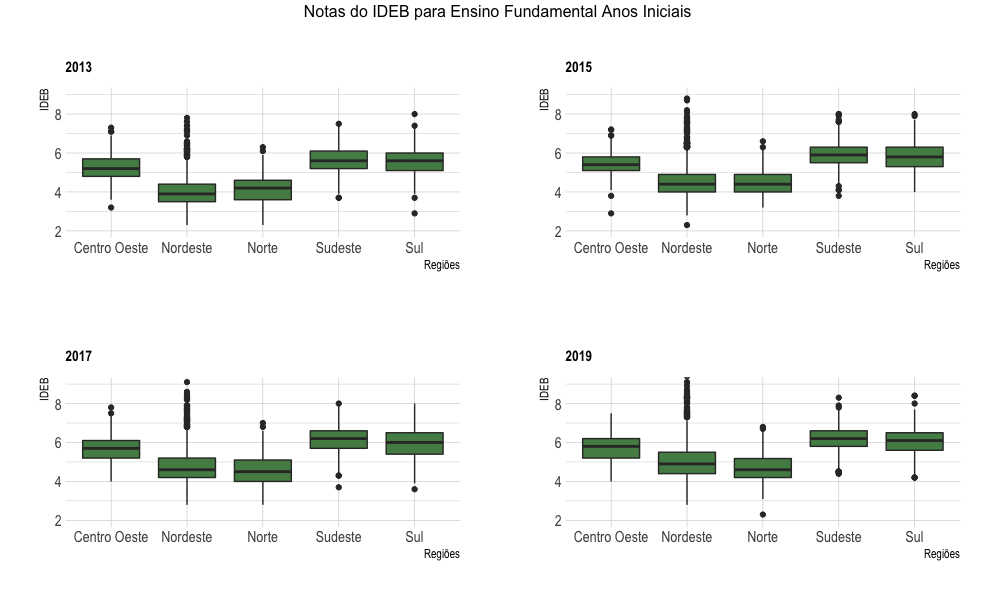 Notas do IDEB para Ensino Fundamental Anos Iniciais
2013
IDEB
8
6
4
2
Centro Oeste Nordeste Norte Sudeste Sul
Regiões
2015
IDEB
8
6
4
2
Centro Oeste Nordeste Norte Sudeste Sul
Regiões
2017
IDEB
8
6
4
2
Centro Oeste Nordeste Norte Sudeste Sul
Regiões
2019
IDEB
8
6
4
2
Centro Oeste Nordeste Norte Sudeste Sul
Regiões